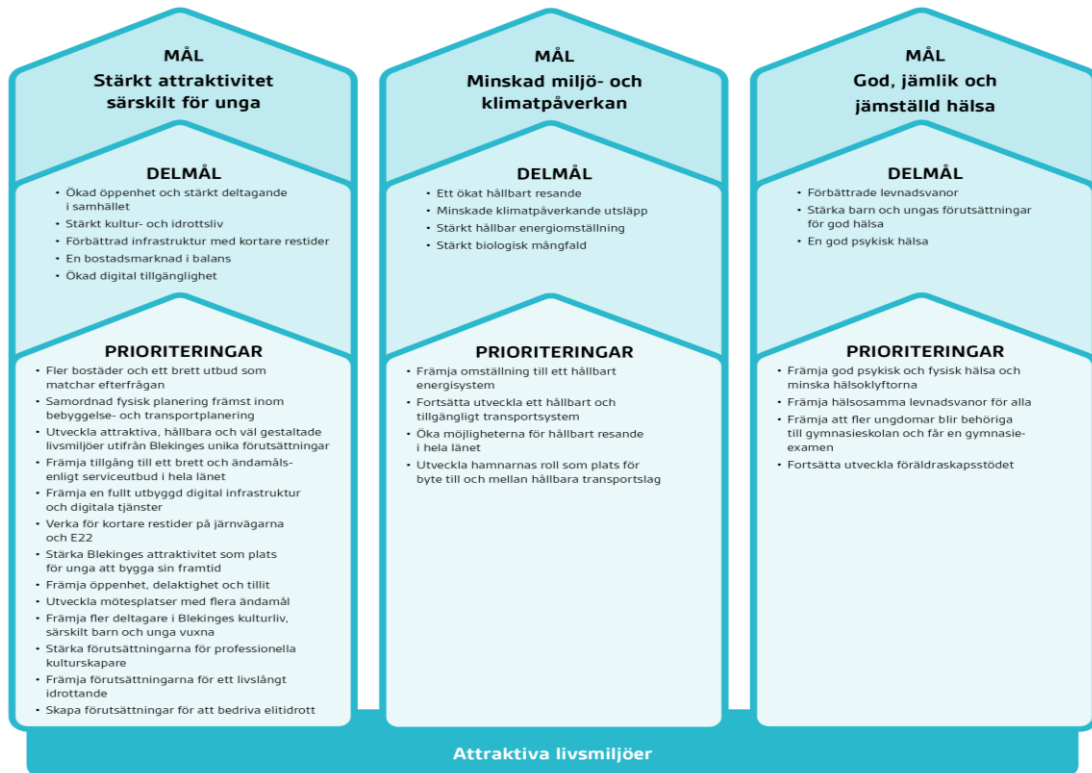 MÅL
Stärkt attraktivitet
särskilt för unga
DELMÅL
• Ökad öppenhet och stärkt deltagande
i samhället
• Stärkt kultur- och idrottsliv
• Förbättrad infrastruktur med kortare restider
• En bostadsmarknad i balans
• Ökad digital tillgänglighet
PRIORITERINGAR
• Fler bostäder och ett brett utbud som
matchar efterfrågan
• Samordnad fysisk planering främst inom
bebyggelse- och transportplanering
• Utveckla attraktiva, hållbara och väl gestaltade
livsmiljöer utifrån Blekinges unika förutsättningar
• Främja tillgång till ett brett och ändamåls-
enligt serviceutbud i hela länet
• Främja en fullt utbyggd digital infrastruktur
och digitala tjänster
• Verka för kortare restider på järnvägarna
och E22
• Stärka Blekinges attraktivitet som plats
för unga att bygga sin framtid
• Främja öppenhet, delaktighet och tillit
• Utveckla mötesplatser med flera ändamål
• Främja fler deltagare i Blekinges kulturliv,
särskilt barn och unga vuxna
• Stärka förutsättningarna för professionella
kulturskapare
• Främja förutsättningarna för ett livslångt
idrottande
• Skapa förutsättningar för att bedriva elitidrott
MÅL
Minskad miljö- och
klimatpåverkan
DELMÅL
• Ett ökat hållbart resande
• Minskade klimatpåverkande utsläpp
• Stärkt hållbar energiomställning
• Stärkt biologisk mångfald
PRIORITERINGAR
• Främja omställning till ett hållbart
energisystem
• Fortsätta utveckla ett hållbart och
tillgängligt transportsystem
• Öka möjligheterna för hållbart resande
i hela länet
• Utveckla hamnarnas roll som plats för
byte till och mellan hållbara transportslag
MÅL
God, jämlik och
jämställd hälsa
DELMÅL
• Förbättrade levnadsvanor
• Stärka barn och ungas förutsättningar
för god hälsa
• En god psykisk hälsa
PRIORITERINGAR
• Främja god psykisk och fysisk hälsa och
minska hälsoklyftorna
• Främja hälsosamma levnadsvanor för alla
• Främja att fler ungdomar blir behöriga
till gymnasieskolan och får en gymnasie-
examen
• Fortsätta utveckla föräldraskapsstödet
Attraktiva livsmiljöer